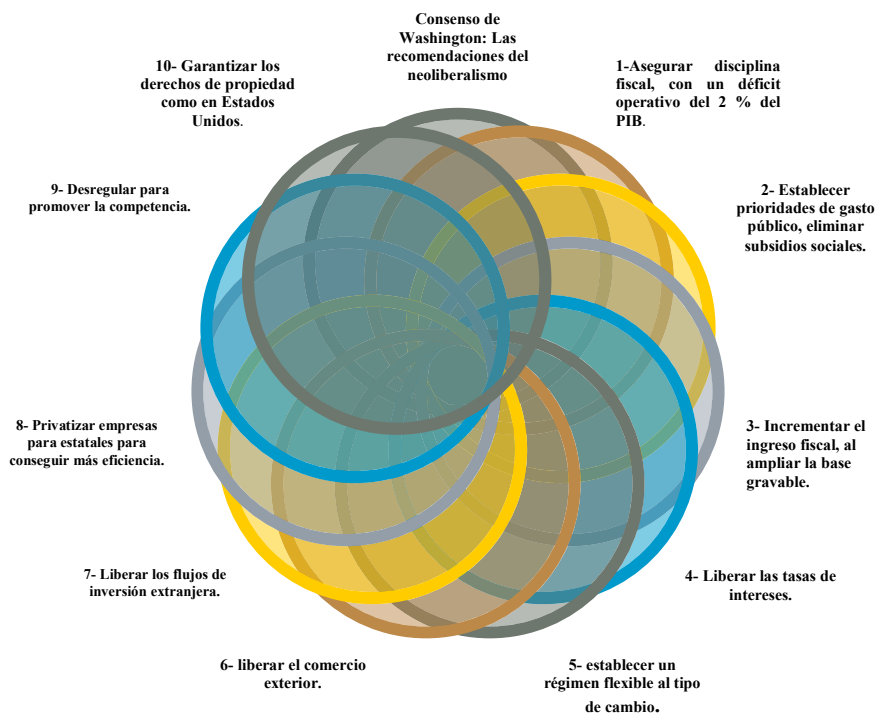 Consenso de
Washington: Las
recomendaciones del
neoliberalismo
1-Asegurar disciplina
fiscal, con un déficit
operativo del 2 % del
PIB.
2- Establecer
prioridades de gasto
público, eliminar
subsidios sociales.
3- Incrementar el
ingreso fiscal, al
ampliar la base
gravable.
4- Liberar las tasas de
intereses.
5- establecer un
régimen flexible al tipo
de cambio.
6- liberar el comercio
exterior.
7- Liberar los flujos de
inversión extranjera.
8- Privatizar empresas
para estatales para
conseguir más eficiencia.
9- Desregular para
promover la competencia.
10- Garantizar los
derechos de propiedad
como en Estados
Unidos.